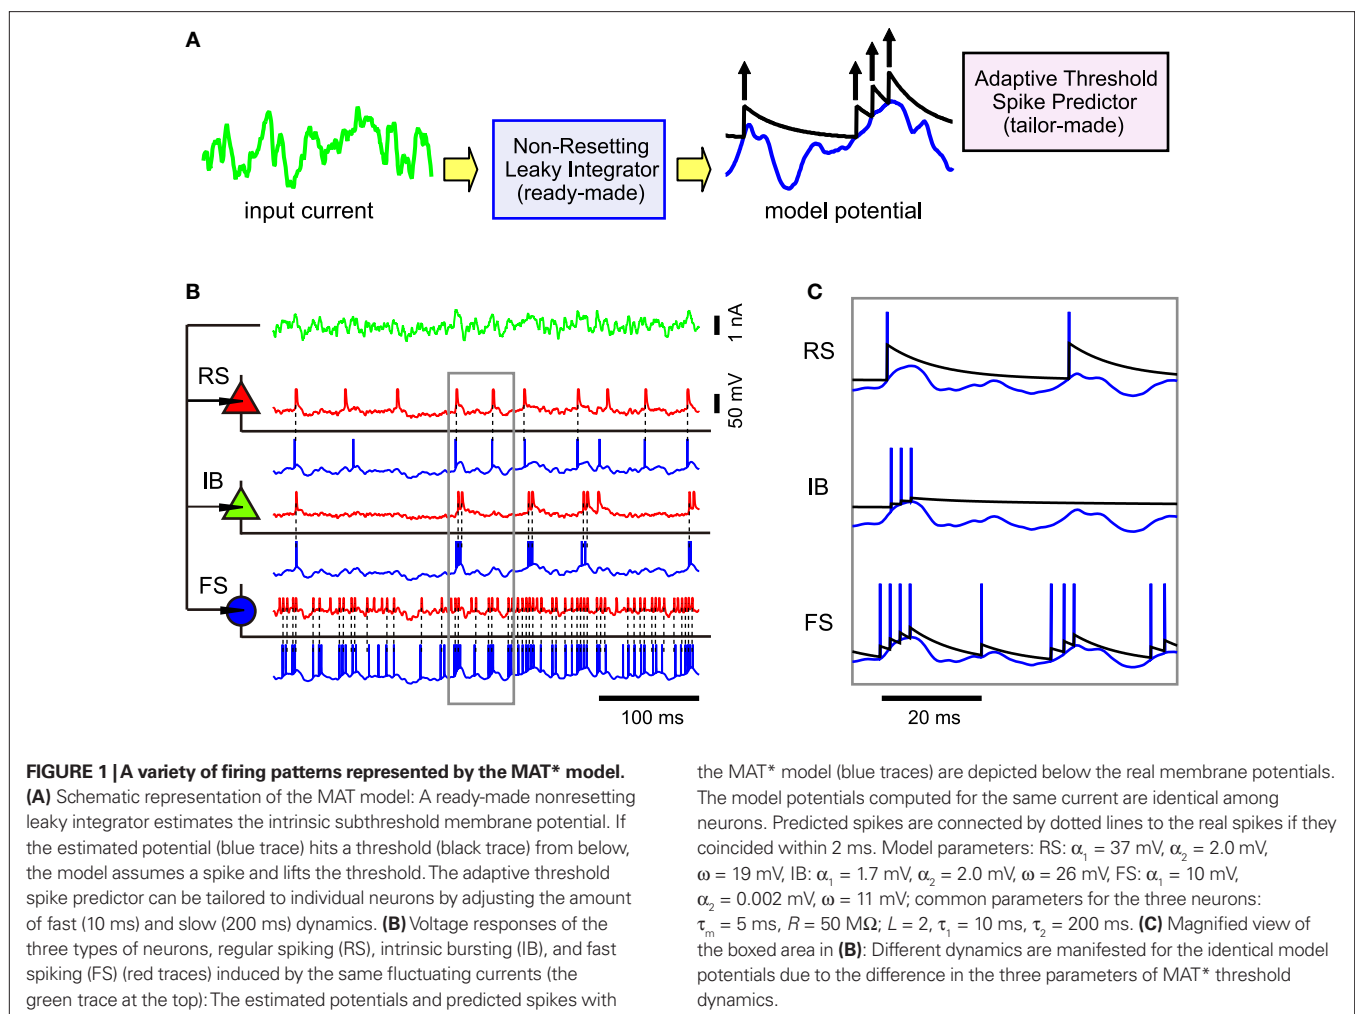 A
input current
Non-Resetting
Leaky Integrator
(ready-made)
model potential
Adaptive Threshold
Spike Predictor
(tailor-made)
B
1 nA
RS
50 mV
IB
FS
100 ms
C
RS
IB
FS
20 ms
FIGURE 1 | A variety of firing patterns represented by the MAT* model.
(A) Schematic representation of the MAT model: A ready-made nonresetting
leaky integrator estimates the intrinsic subthreshold membrane potential. If
the estimated potential (blue trace) hits a threshold (black trace) from below,
the model assumes a spike and lifts the threshold. The adaptive threshold
spike predictor can be tailored to individual neurons by adjusting the amount
of fast (10 ms) and slow (200 ms) dynamics. (B) Voltage responses of the
three types of neurons, regular spiking (RS), intrinsic bursting (IB), and fast
spiking (FS) (red traces) induced by the same fluctuating currents (the
green trace at the top): The estimated potentials and predicted spikes with
the MAT* model (blue traces) are depicted below the real membrane potentials.
The model potentials computed for the same current are identical among
neurons. Predicted spikes are connected by dotted lines to the real spikes if they
coincided within 2 ms. Model parameters: RS: α₁ = 37 mV, α₂ = 2.0 mV,
ω = 19 mV, IB: α₁ = 1.7 mV, α₂ = 2.0 mV, ω = 26 mV, FS: α₁ = 10 mV,
α₂ = 0.002 mV, ω = 11 mV; common parameters for the three neurons:
τₘ = 5 ms, R = 50 MΩ; L = 2, τ₁ = 10 ms, τ₂ = 200 ms. (C) Magnified view of
the boxed area in (B): Different dynamics are manifested for the identical model
potentials due to the difference in the three parameters of MAT* threshold
dynamics.